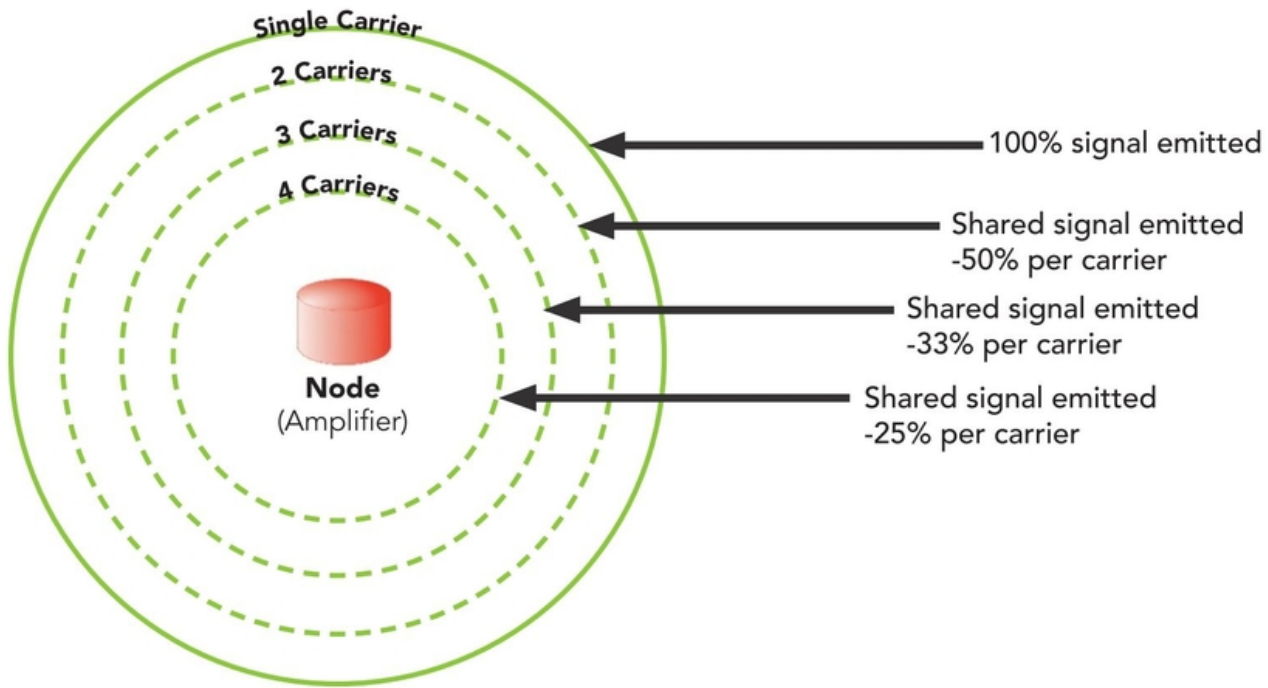 Single Carrier
2 Carriers
3 Carriers
4 Carriers
100% signal emitted
Shared signal emitted
-50% per carrier
Shared signal emitted
-33% per carrier
Shared signal emitted
-25% per carrier
Node
(Amplifier)